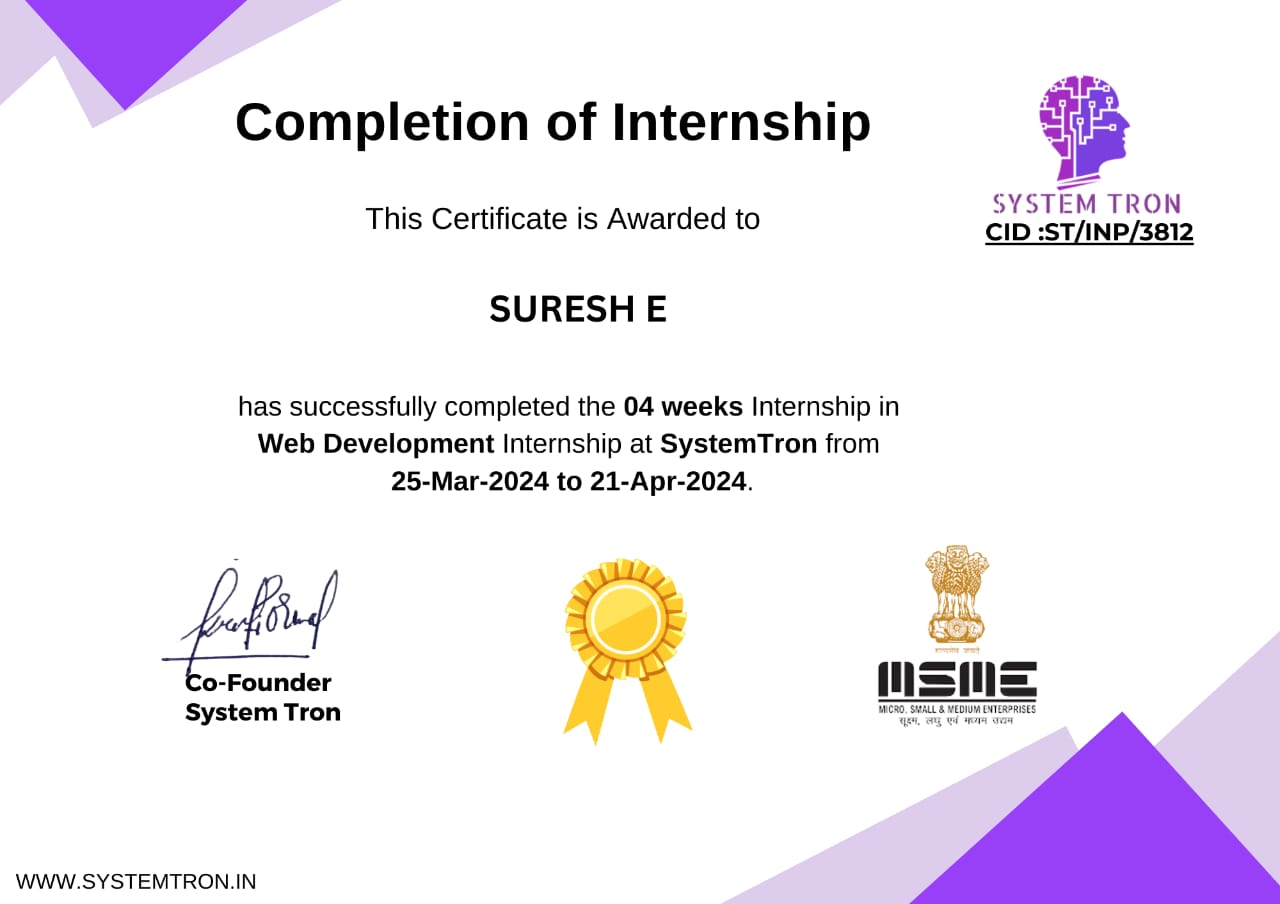 Completion of Internship
SYSTEM TRON
CID :ST/INP/3812
This Certificate is Awarded to
SURESH E
has successfully completed the 04 weeks Internship in
Web Development Internship at SystemTron from
25-Mar-2024 to 21-Apr-2024.
Co-Founder
System Tron
सत्यमेव जयते
MSME
MICRO, SMALL & MEDIUM ENTERPRISES
सूक्ष्म, लघु एवं मध्यम उद्यम
WWW.SYSTEMTRON.IN